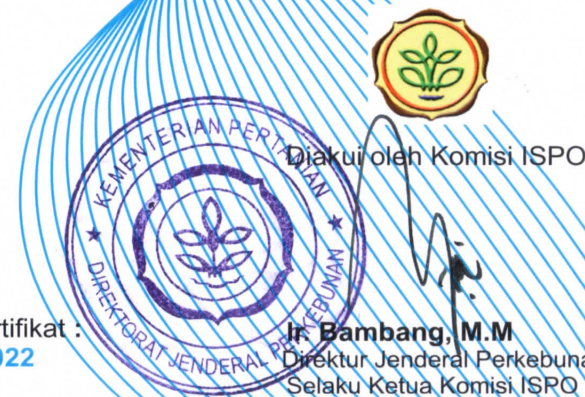 KEMENTERIAN PERTANIAN
DIREKTORAT JENDERAL PERKEBUNAN
Diakui oleh Komisi ISPO
rtifikat :
022
Ir. Bambang, M.M
Direktur Jenderal Perkebuna
Selaku Ketua Komisi ISPO